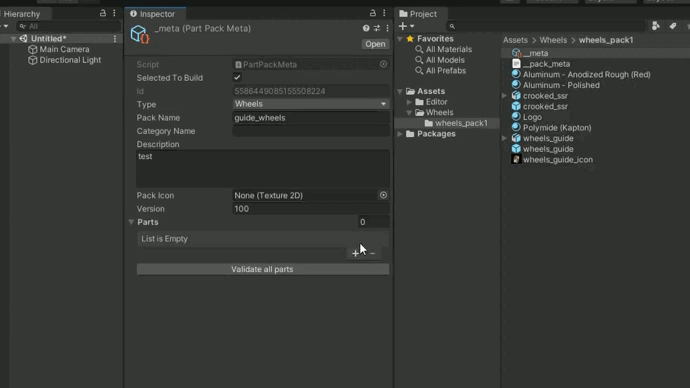 Hierarchy
All
Untitled*
Main Camera
Directional Light
Inspector
_meta (Part Pack Meta)
Open
Script
PartPackMeta
Selected To Build
Id
5586449085155508224
Type
Wheels
Pack Name
guide_wheels
Category Name
Description
test
Pack Icon
None (Texture 2D)
Version
100
Parts
0
List is Empty
+ −
Validate all parts
Project
Favorites
All Materials
All Models
All Prefabs
Assets
Editor
Wheels
wheels_pack1
Packages
Assets > Wheels > wheels_pack1
__meta
__pack_meta
Aluminum - Anodized Rough (Red)
Aluminum - Polished
crooked_ssr
crooked_ssr
Logo
Polymide (Kapton)
wheels_guide
wheels_guide
wheels_guide_icon